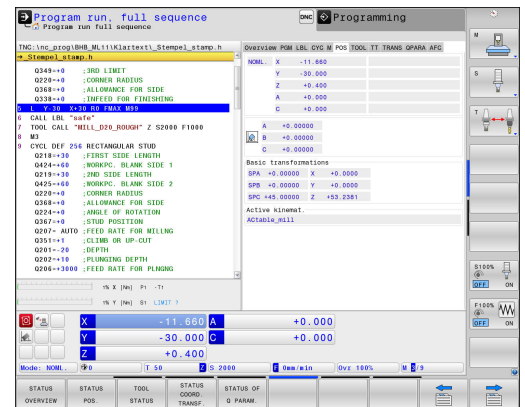 Program run, full sequence
Program run full sequence
DNC
Programming
TNC:\nc_prog\BHB_ML11\Klartext\_Stempel_stamp.h
→_Stempel_stamp.h
Q349=+0 ;3RD LIMIT
Q220=+0 ;CORNER RADIUS
Q368=+0 ;ALLOWANCE FOR SIDE
Q338=+0 ;INFEED FOR FINISHING
5 L Y-30 X+30 R0 FMAX M99
6 CALL LBL "safe"
7 TOOL CALL "MILL_D20_ROUGH" Z S2000 F1000
8 M3
9 CYCL DEF 256 RECTANGULAR STUD
Q218=+30 ;FIRST SIDE LENGTH
Q424=+60 ;WORKPC. BLANK SIDE 1
Q219=+30 ;2ND SIDE LENGTH
Q425=+60 ;WORKPC. BLANK SIDE 2
Q220=+0 ;CORNER RADIUS
Q368=+0 ;ALLOWANCE FOR SIDE
Q224=+0 ;ANGLE OF ROTATION
Q367=+0 ;STUD POSITION
Q207= AUTO ;FEED RATE FOR MILLNG
Q351=+1 ;CLIMB OR UP-CUT
Q201=-20 ;DEPTH
Q202=+10 ;PLUNGING DEPTH
Q206=+3000 ;FEED RATE FOR PLNGNG
Overview PGM LBL CYC M POS TOOL TT TRANS QPARA AFC
NOML. X -11.660
Y -30.000
Z +0.400
A +0.000
C +0.000
A +0.00000
B +0.00000
C +0.00000
Basic transformations
SPA +0.00000 X +0.0000
SPB +0.00000 Y +0.0000
SPC +45.00000 Z +53.2381
Active kinemat.
ACtable_mill
1% X [Nm] P1 -T1
1% Y [Nm] S1 LIMIT 1
X -11.660 A +0.000
Y -30.000 C +0.000
Z +0.400
Mode: NOML. 0 T 50 Z S 2000 F 0mm/min Ovr 100% M 3/9
M
S
T
S100%
OFF ON
F100%
OFF ON
STATUS OVERVIEW
STATUS POS.
TOOL STATUS
STATUS COORD. TRANSF.
STATUS OF Q PARAM.